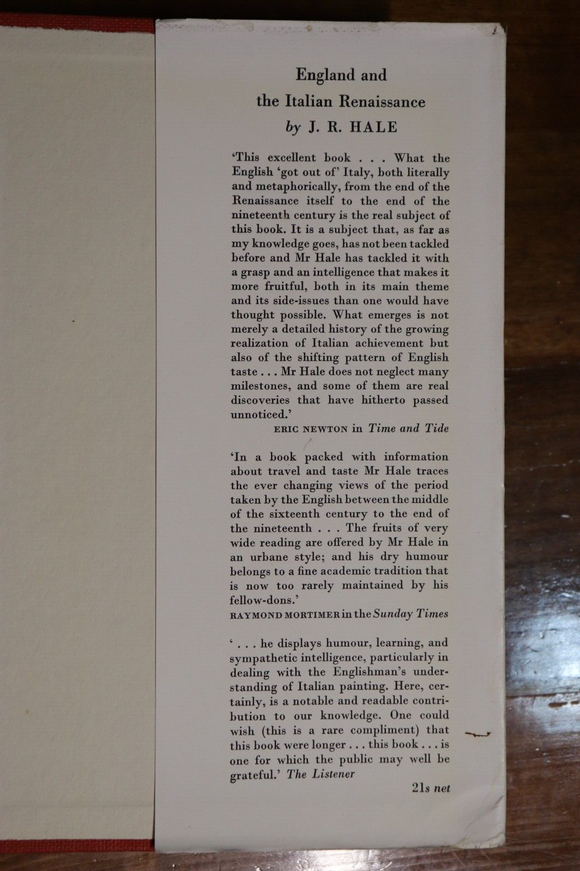 England and
the Italian Renaissance
by J. R. HALE
‘This excellent book . . . What the
English ‘got out of’ Italy, both literally
and metaphorically, from the end of the
Renaissance itself to the end of the
nineteenth century is the real subject of
this book. It is a subject that, as far as
my knowledge goes, has not been tackled
before and Mr Hale has tackled it with
a grasp and an intelligence that makes it
more fruitful, both in its main theme
and its side-issues than one would have
thought possible. What emerges is not
merely a detailed history of the growing
realization of Italian achievement but
also of the shifting pattern of English
taste . . . Mr Hale does not neglect many
milestones, and some of them are real
discoveries that have hitherto passed
unnoticed.’
ERIC NEWTON in Time and Tide
‘In a book packed with information
about travel and taste Mr Hale traces
the ever changing views of the period
taken by the English between the middle
of the sixteenth century to the end of
the nineteenth . . . The fruits of very
wide reading are offered by Mr Hale in
an urbane style; and his dry humour
belongs to a fine academic tradition that
is now too rarely maintained by his
fellow-dons.’
RAYMOND MORTIMER in the Sunday Times
‘ . . . he displays humour, learning, and
sympathetic intelligence, particularly in
dealing with the Englishman’s under-
standing of Italian painting. Here, cer-
tainly, is a notable and readable contri-
bution to our knowledge. One could
wish (this is a rare compliment) that
this book were longer . . . this book . . . is
one for which the public may well be
grateful.’ The Listener
21s net